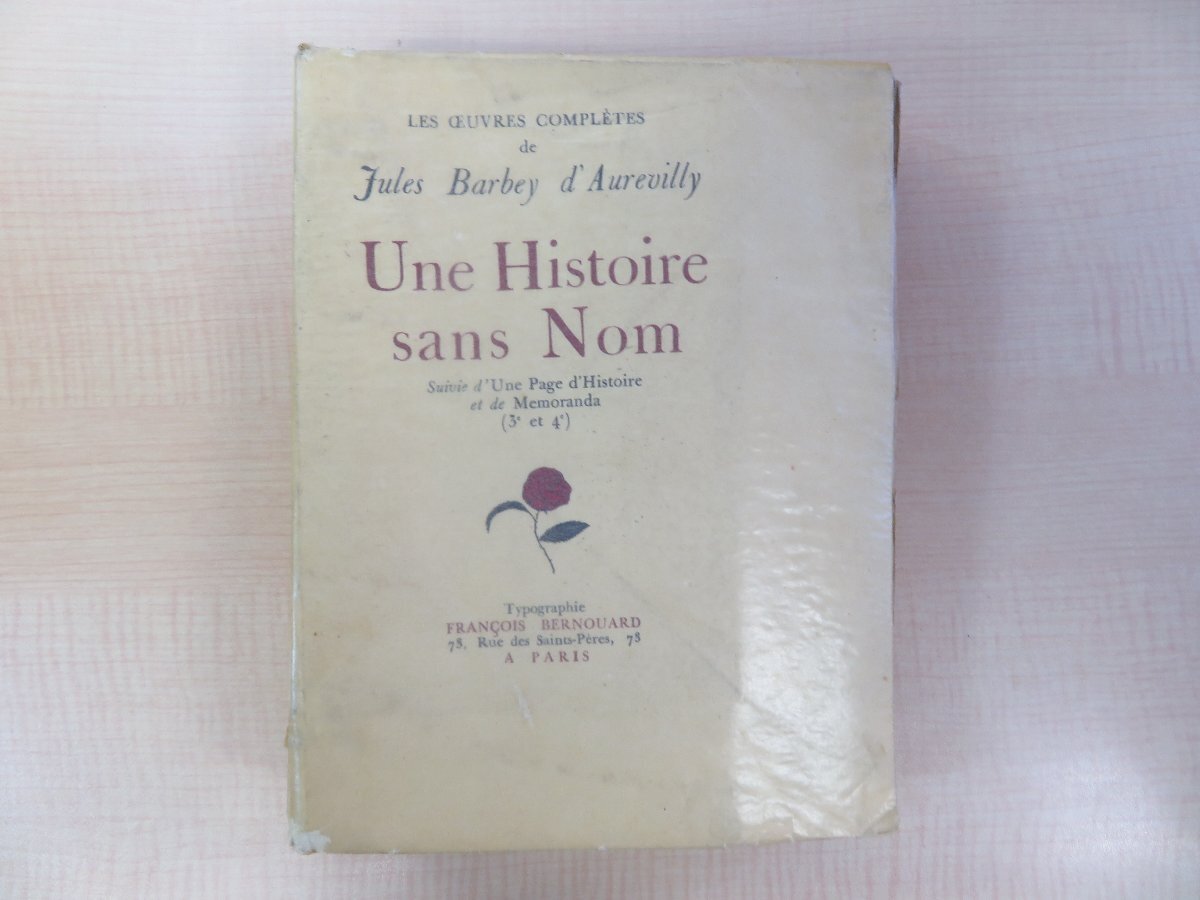 LES ŒUVRES COMPLÈTES
de
Jules Barbey d'Aurevilly
Une Histoire
sans Nom
Suivie d'Une Page d'Histoire
et de Memoranda
(3e et 4e)
Typographie
FRANÇOIS BERNOUARD
73, Rue des Saints-Pères, 73
A PARIS